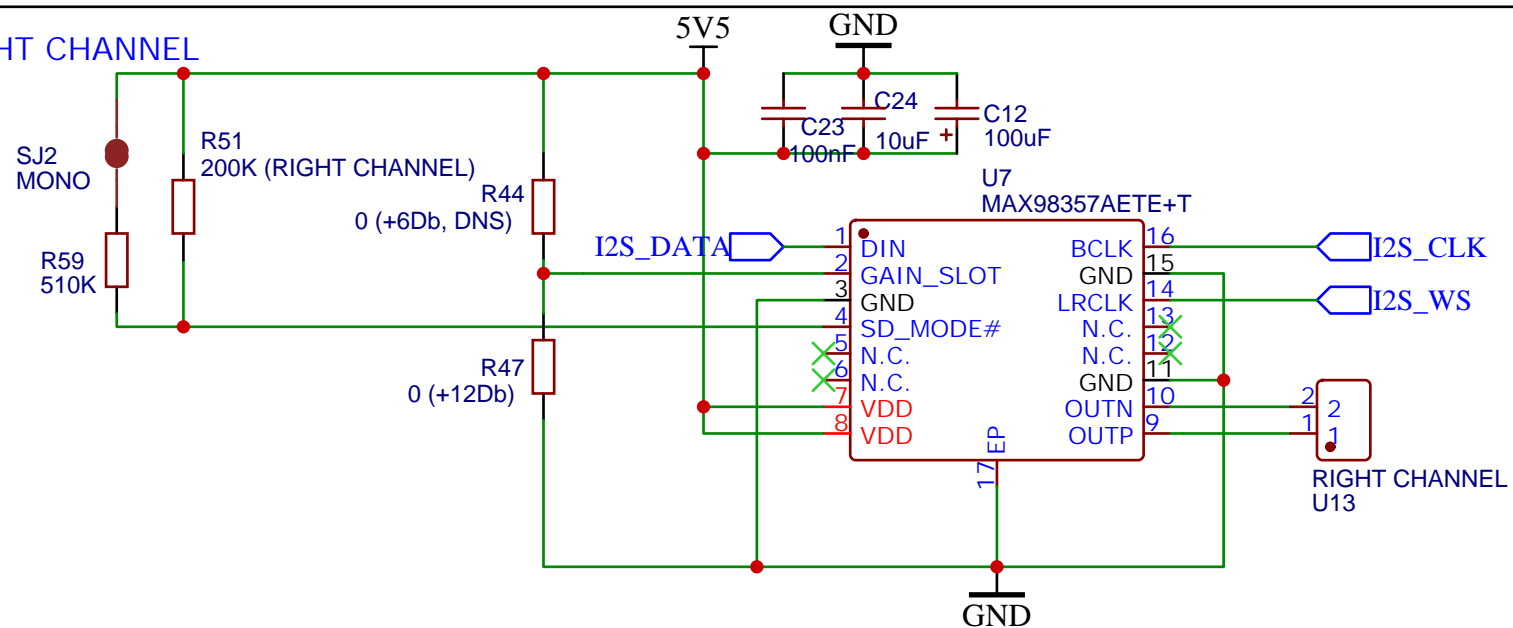 HT CHANNEL
5V5
GND
SJ2
MONO
R51
200K (RIGHT CHANNEL)
R59
510K
R44
0 (+6Db, DNS)
R47
0 (+12Db)
C23
100nF
C24
10uF
+
C12
100uF
U7
MAX98357AETE+T
I2S_DATA
1 DIN
2 GAIN_SLOT
3 GND
4 SD_MODE#
5 N.C.
6 N.C.
7 VDD
8 VDD
BCLK 16
GND 15
LRCLK 14
N.C. 13
N.C. 12
GND 11
OUTN 10
OUTP 9
EP 17
I2S_CLK
I2S_WS
2 2
1 1
RIGHT CHANNEL
U13
GND